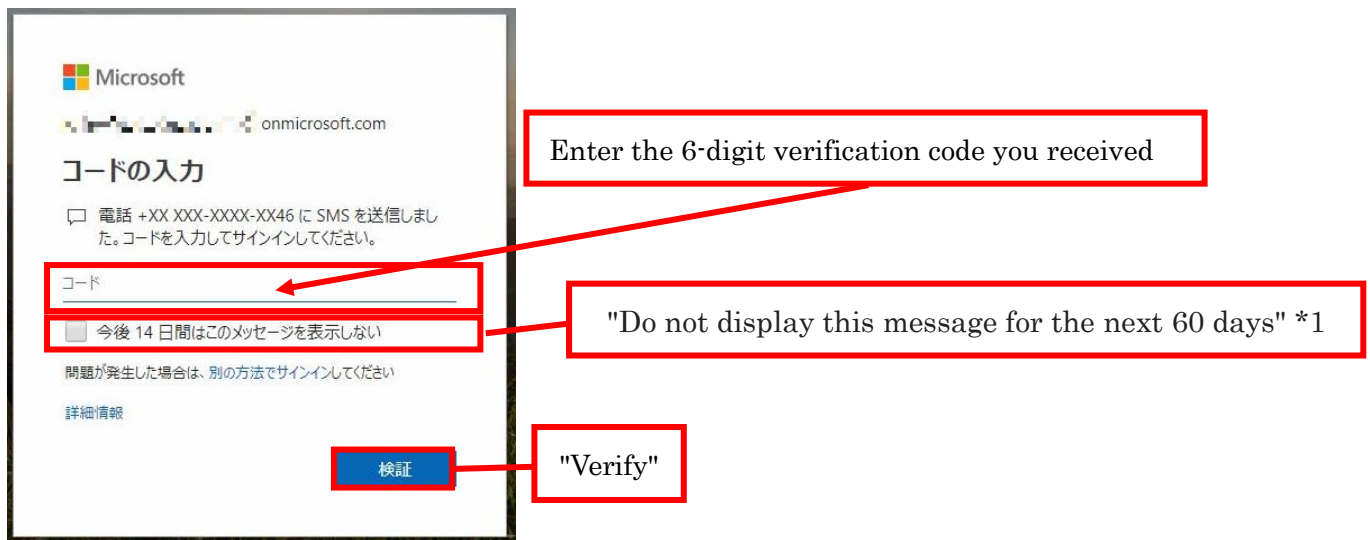 Microsoft
onmicrosoft.com
コードの入力
電話 +XX XXX-XXXX-XX46 に SMS を送信しまし
た。コードを入力してサインインしてください。
コード
今後 14 日間はこのメッセージを表示しない
問題が発生した場合は、別の方法でサインインしてください
詳細情報
検証
Enter the 6-digit verification code you received
"Do not display this message for the next 60 days" *1
"Verify"